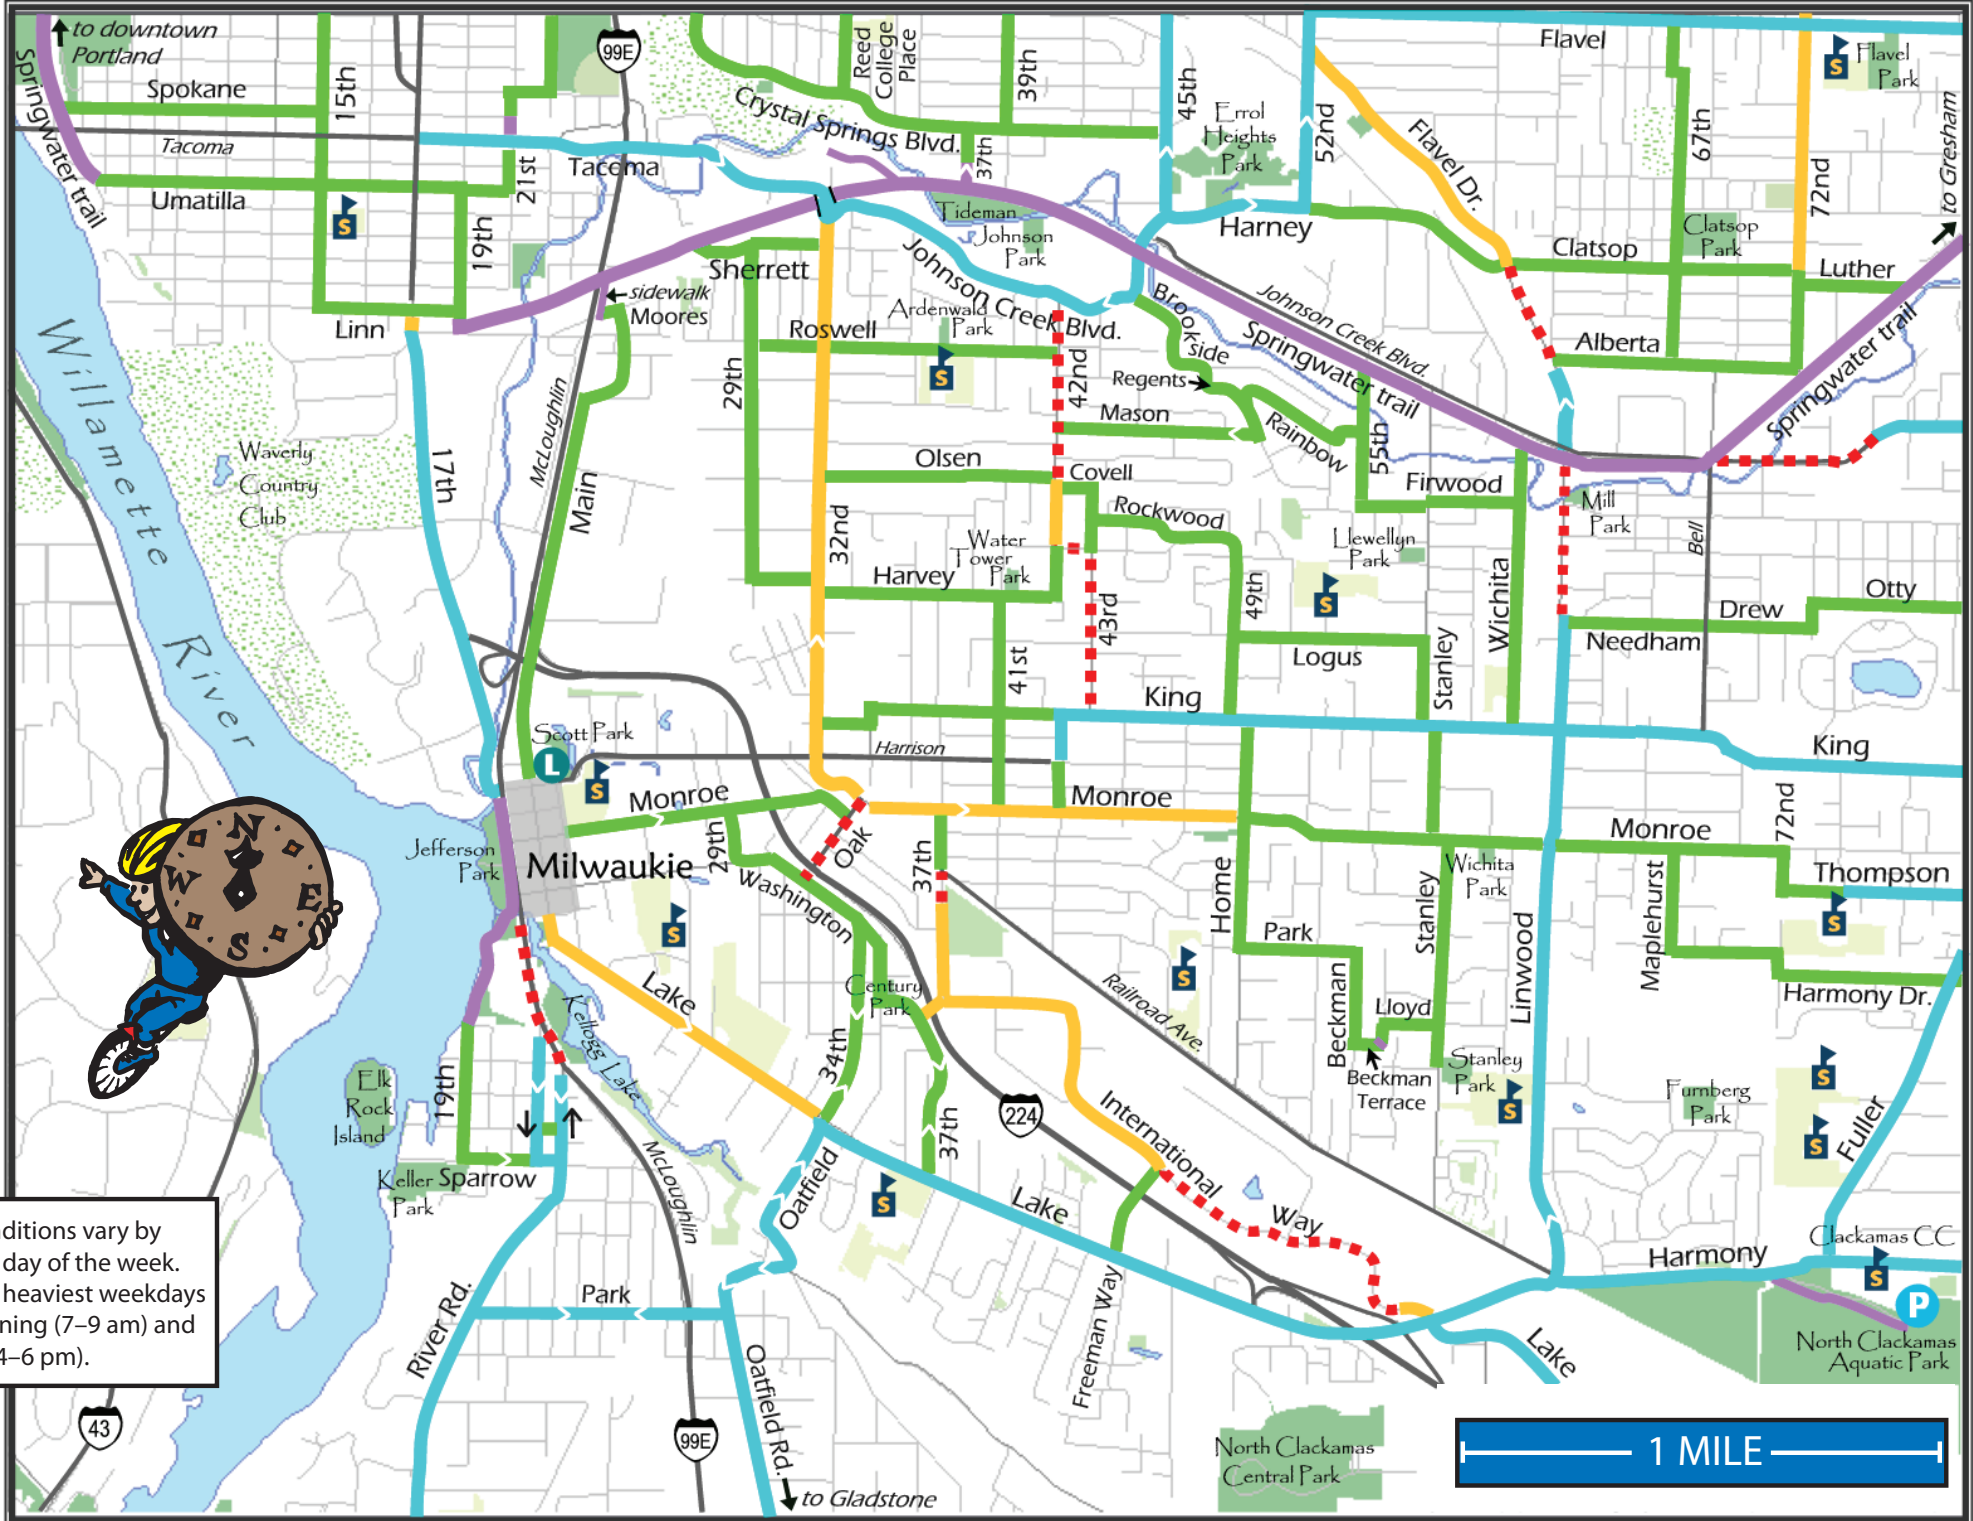 to downtown
Portland
Springwater trail
Spokane
15th
Tacoma
Umatilla
21st
19th
99E
Tacoma
Reed
College
Place
39th
Crystal Springs Blvd.
37th
45th
Errol
Heights
Park
52nd
Flavel
Flavel Dr.
67th
72nd
Flavel
Park
to Gresham
S
S
Tideman
Johnson
Park
Harney
Clatsop
Clatsop
Park
Luther
Linn
sidewalk
Moores
Sherrett
Johnson Creek Blvd.
Ardenwald
Park
Roswell
S
29th
42nd
Brookside
Regents
Mason
Rainbow
Springwater trail
Johnson Creek Blvd.
55th
Alberta
Springwater trail
Willamette
River
Waverly
Country
Club
17th
McLoughlin
Main
Olsen
Covell
Rockwood
32nd
Water
Tower
Park
Harvey
41st
43rd
49th
Firwood
Llewellyn
Park
S
Wichita
Mill
Park
Bell
Otty
Drew
Needham
Logus
Stanley
King
King
Scott Park
L
S
Harrison
Monroe
Monroe
Monroe
72nd
Thompson
S
Jefferson
Park
Milwaukie
29th
Washington
Oak
37th
Home
Park
Wichita
Park
Stanley
Linwood
Maplehurst
Harmony Dr.
N
W
E
S
S
Lake
Kellogg Lake
Century
Park
34th
37th
Railroad Ave.
S
Beckman
Lloyd
Beckman
Terrace
Stanley
Park
S
Furnberg
Park
S
S
Fuller
Elk
Rock
Island
19th
Keller
Park
Sparrow
McLoughlin
Oatfield
S
Lake
224
International
Way
Freeman Way
Harmony
Clackamas CC
S
P
North Clackamas
Aquatic Park
Lake
nditions vary by
day of the week.
heaviest weekdays
ning (7–9 am) and
4–6 pm).
River Rd.
Park
Oatfield Rd.
to Gladstone
43
99E
North Clackamas
Central Park
1 MILE